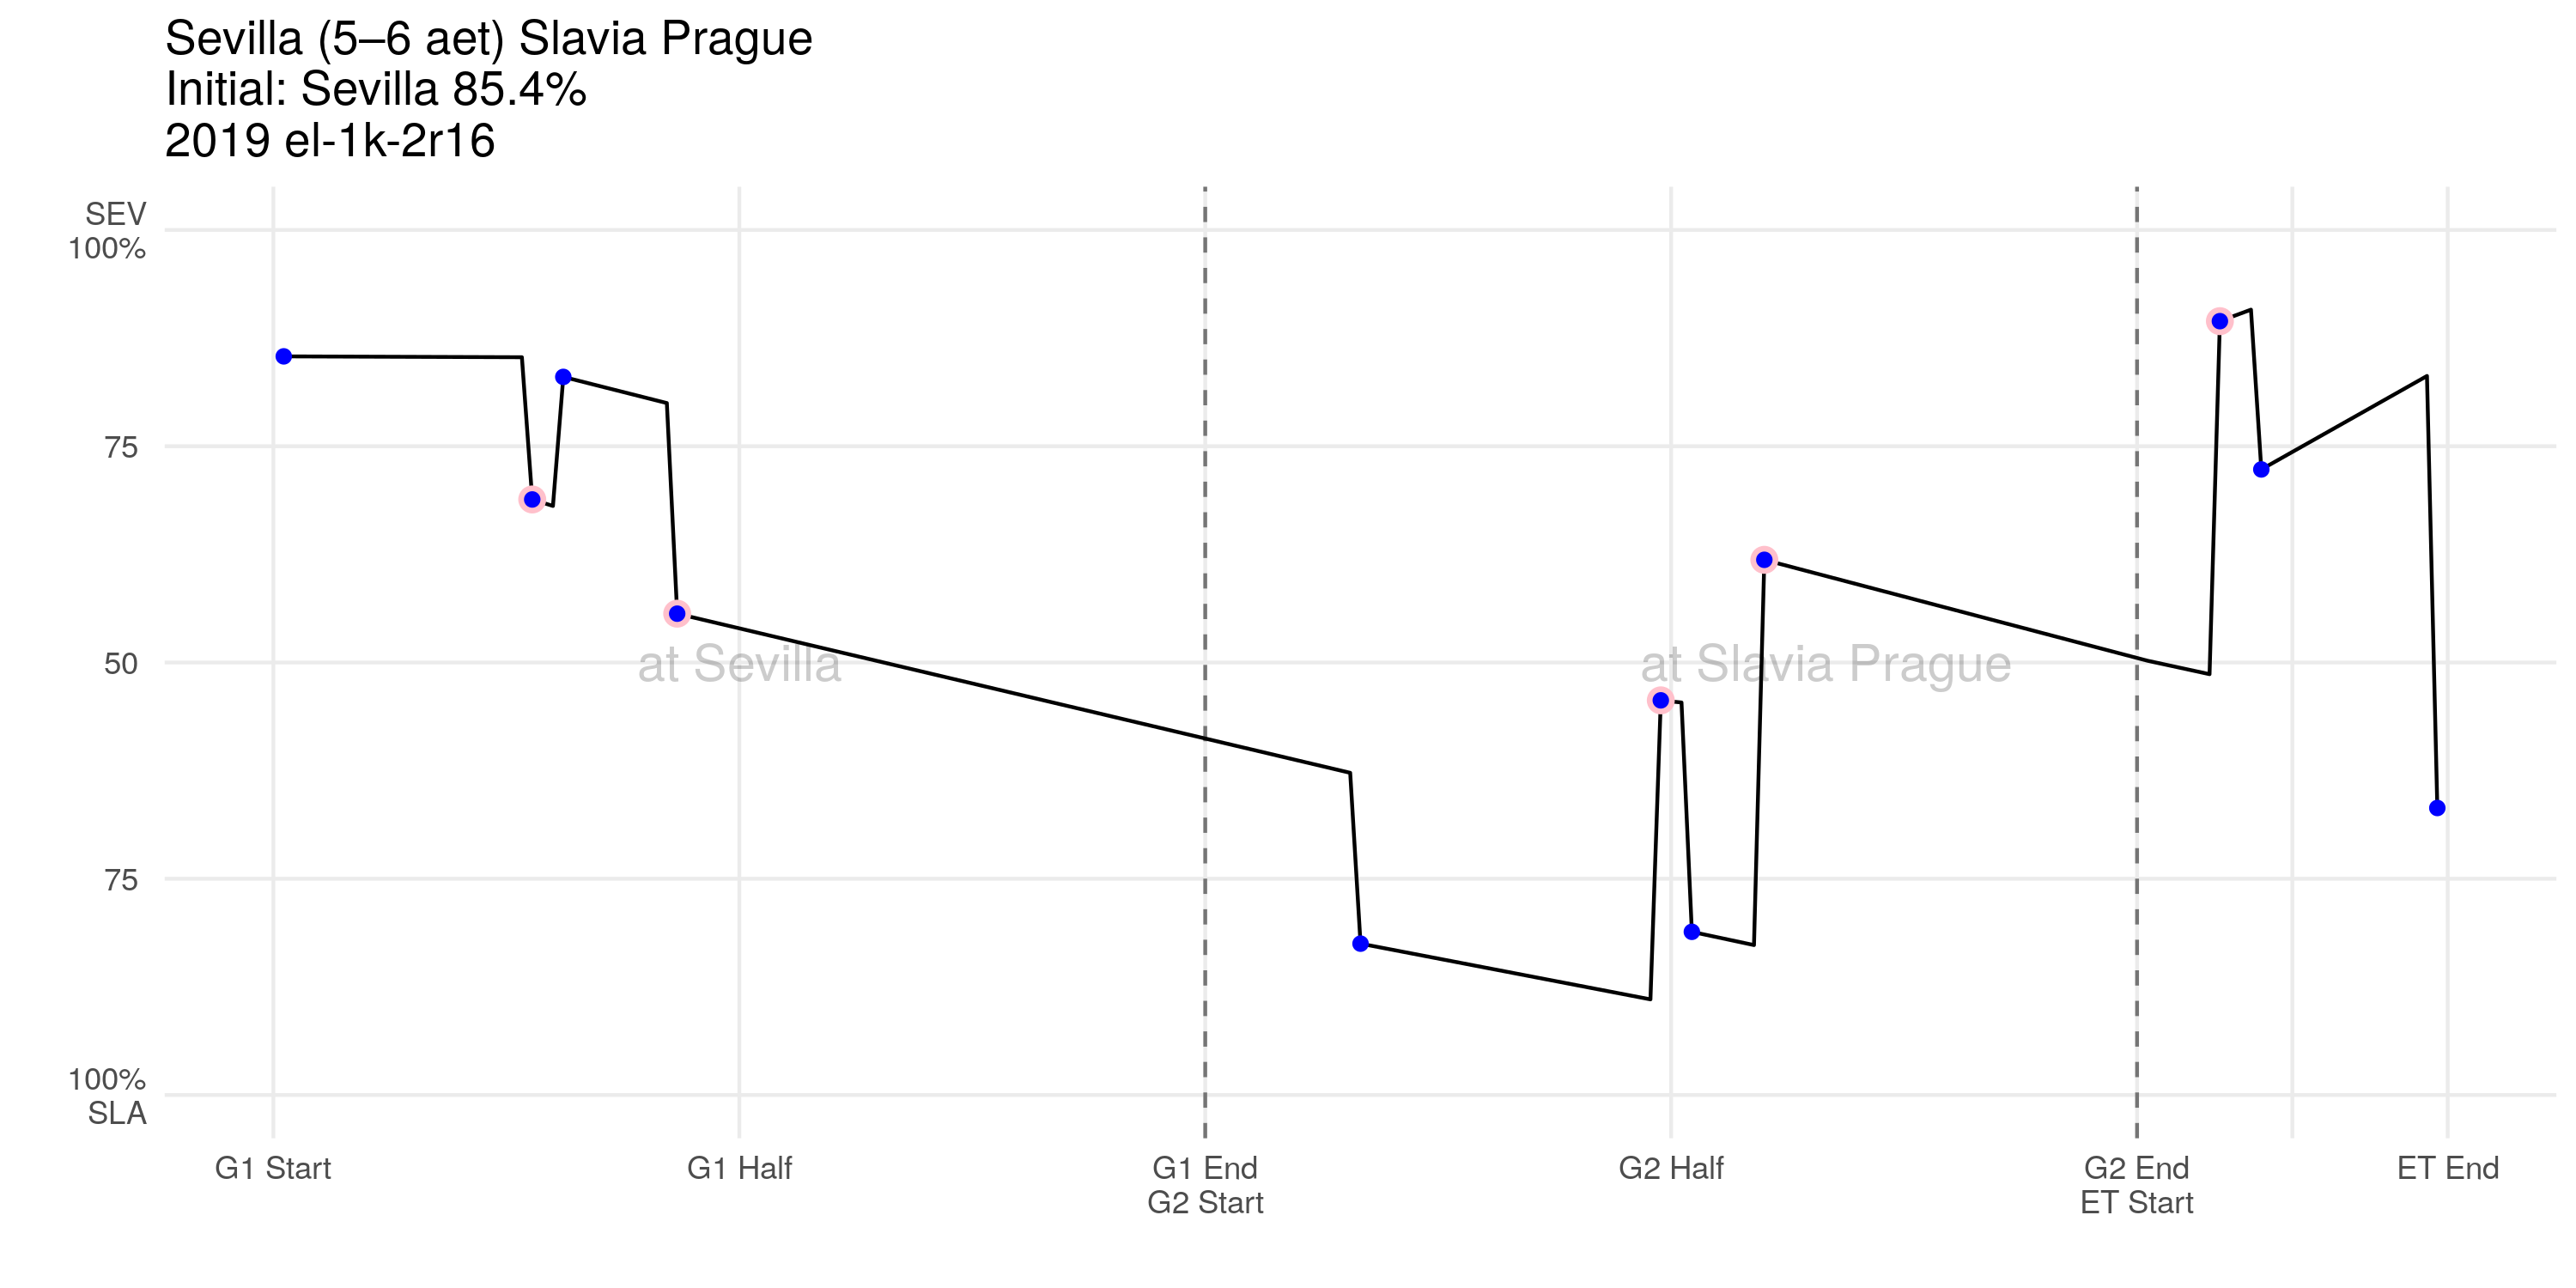 Sevilla (5–6 aet) Slavia Prague
Initial: Sevilla 85.4%
2019 el-1k-2r16
SEV
100%
75
50
75
100%
SLA
at Sevilla
at Slavia Prague
G1 Start
G1 Half
G1 End
G2 Start
G2 Half
G2 End
ET Start
ET End